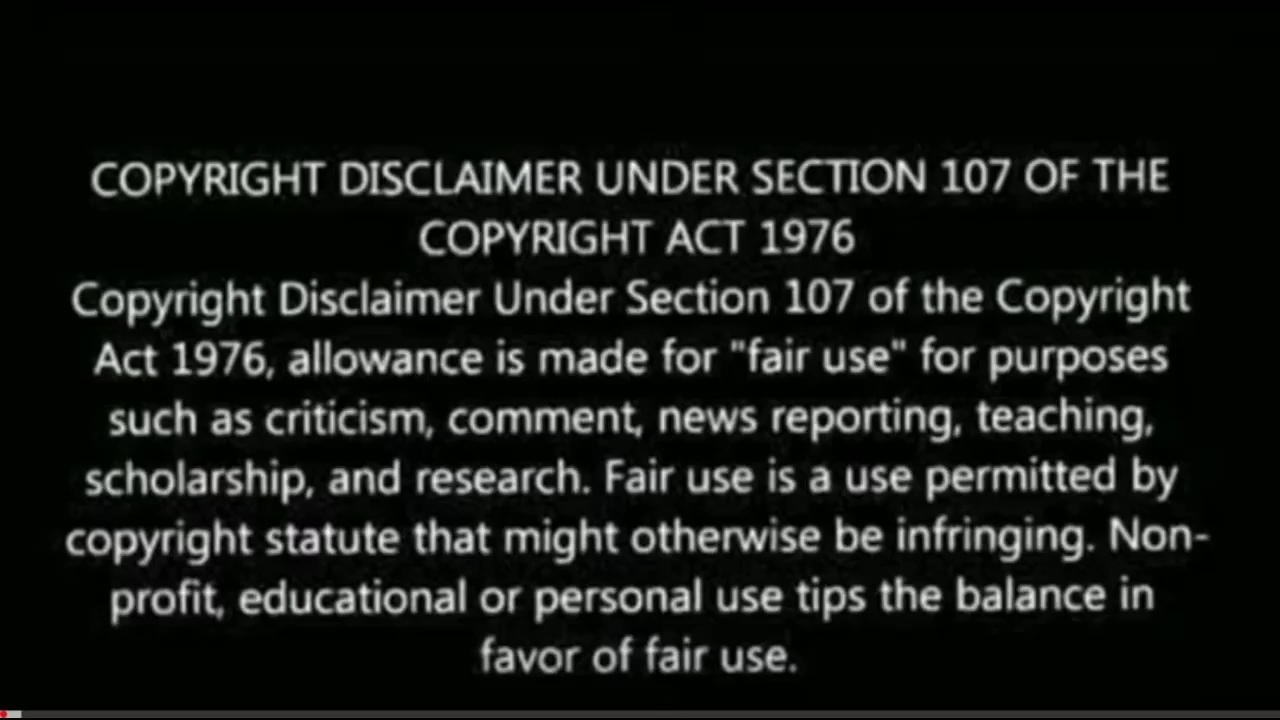 COPYRIGHT DISCLAIMER UNDER SECTION 107 OF THE
COPYRIGHT ACT 1976
Copyright Disclaimer Under Section 107 of the Copyright
Act 1976, allowance is made for "fair use" for purposes
such as criticism, comment, news reporting, teaching,
scholarship, and research. Fair use is a use permitted by
copyright statute that might otherwise be infringing. Non-
profit, educational or personal use tips the balance in
favor of fair use.